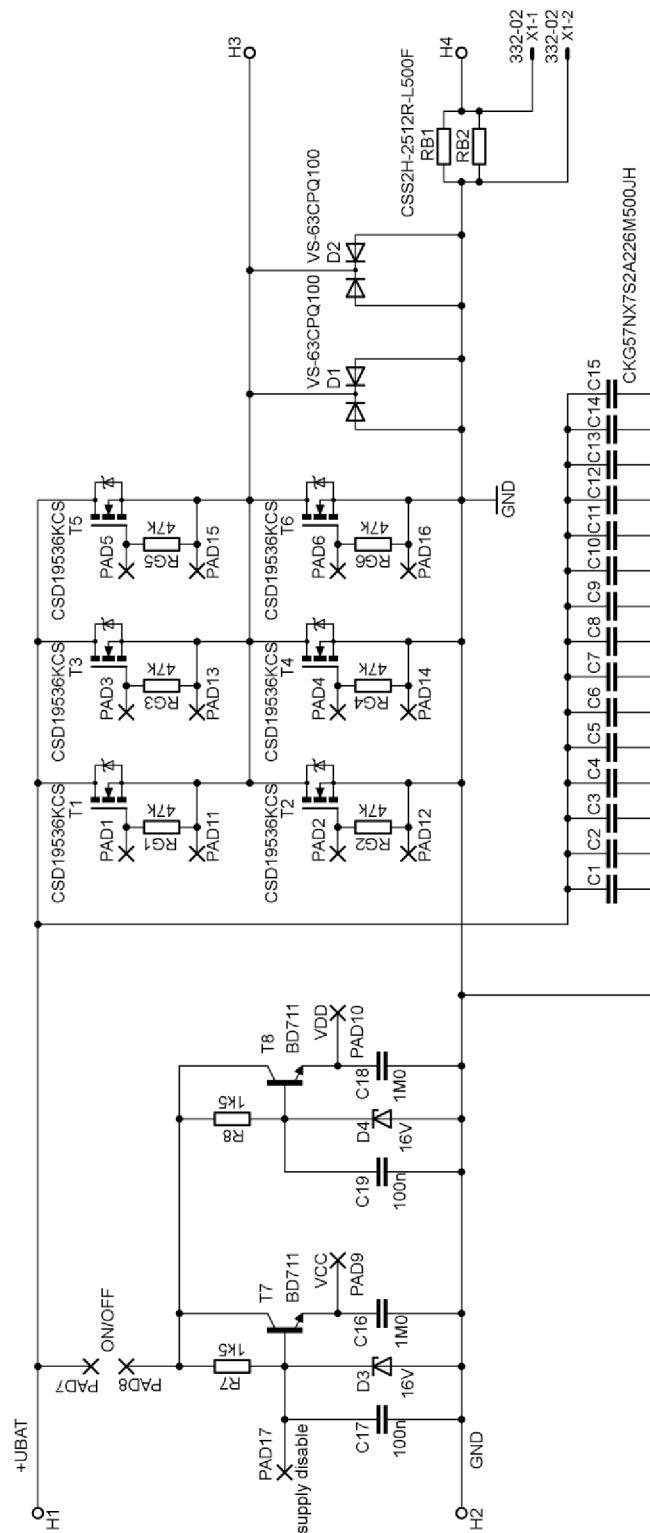 +UBAT
H1
PAD7
PAD8
ON/OFF
R7
1k5
T7
BD711
VCC
PAD9
PAD17
supply disable
C17
100n
D3
16V
C16
1M0
H2
GND
R8
1k5
T8
BD711
VDD
PAD10
C19
100n
D4
16V
C18
1M0
CSD19536KCS
T1
PAD1
RG1
47k
PAD11
CSD19536KCS
T2
PAD2
RG2
47k
PAD12
CSD19536KCS
T3
PAD3
RG3
47k
PAD13
CSD19536KCS
T4
PAD4
RG4
47k
PAD14
CSD19536KCS
T5
PAD5
RG5
47k
PAD15
CSD19536KCS
T6
PAD6
RG6
47k
PAD16
GND
VS-63CPQ100
D1
VS-63CPQ100
D2
H3
CSS2H-2512R-L500F
RB1
RB2
H4
332-02
X1-1
332-02
X1-2
C1
C2
C3
C4
C5
C6
C7
C8
C9
C10
C11
C12
C13
C14
C15
CKG57NX7S2A226M500JH